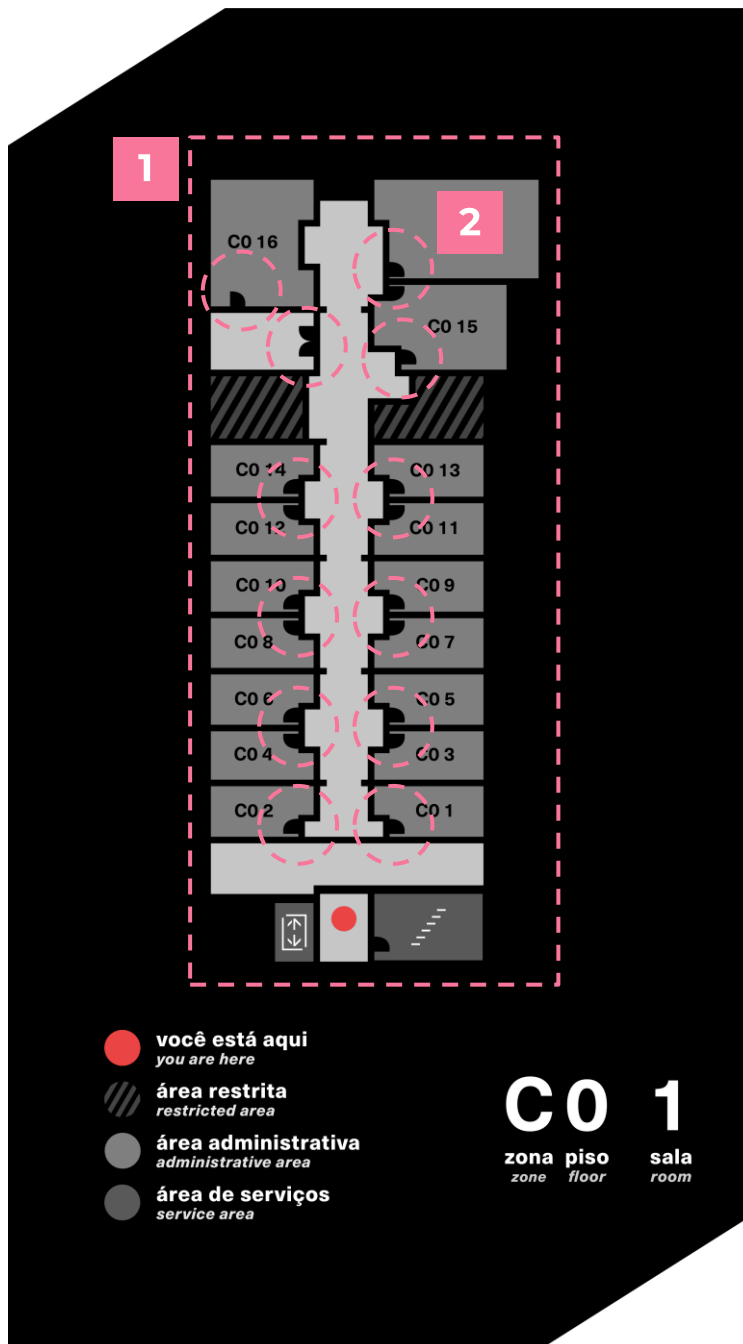 1
2
C0 16
C0 15
C0 14
C0 13
C0 12
C0 11
C0 10
C0 9
C0 8
C0 7
C0 6
C0 5
C0 4
C0 3
C0 2
C0 1
você está aqui
you are here
área restrita
restricted area
área administrativa
administrative area
área de serviços
service area
C 0 1
zona piso sala
zone floor room